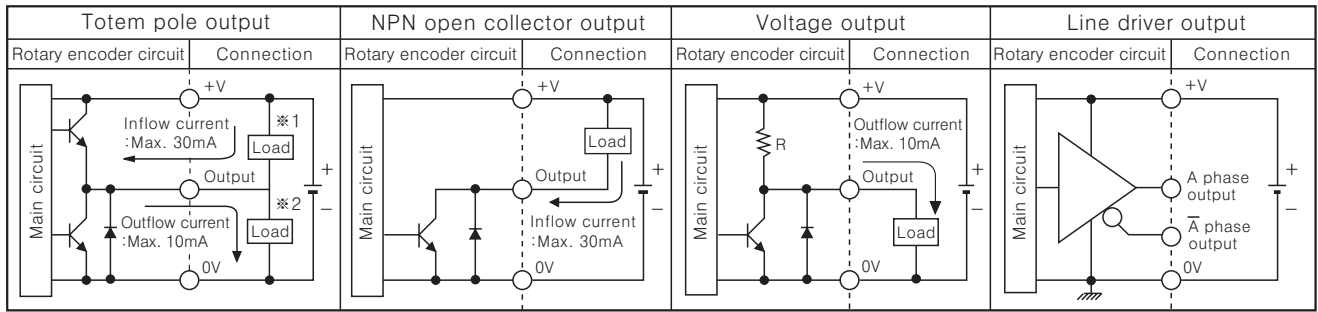 Totem pole output
NPN open collector output
Voltage output
Line driver output
Rotary encoder circuit
Connection
Rotary encoder circuit
Connection
Rotary encoder circuit
Connection
Rotary encoder circuit
Connection
Main circuit
+V
Inflow current
:Max. 30mA
※1
Load
Output
Outflow current
:Max. 10mA
※2
Load
+
−
0V
Main circuit
+V
Load
Output
Inflow current
:Max. 30mA
+
−
0V
Main circuit
+V
R
Outflow current
:Max. 10mA
Output
Load
+
−
0V
Main circuit
+V
A phase
output
A̅ phase
output
+
−
0V